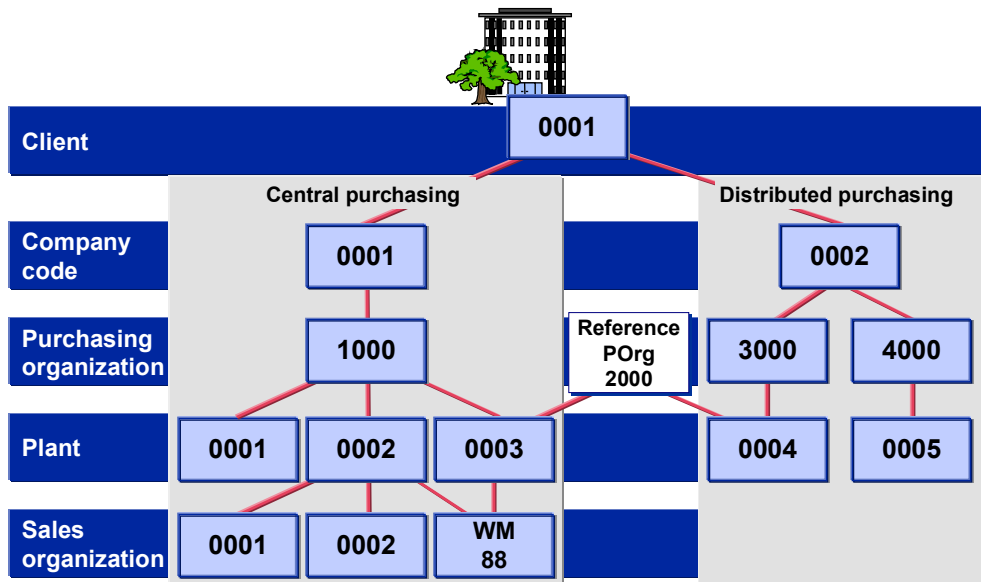 0001
Client
Central purchasing
Distributed purchasing
Company
code
0001
0002
Purchasing
organization
1000
Reference
POrg
2000
3000
4000
Plant
0001
0002
0003
0004
0005
Sales
organization
0001
0002
WM
88